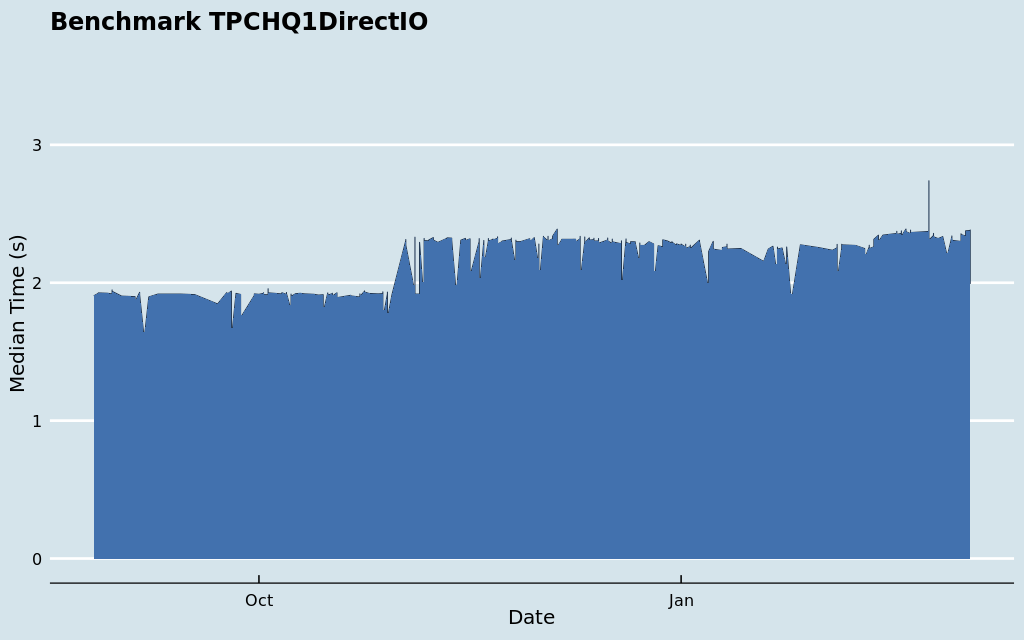 Benchmark TPCHQ1DirectIO
Median Time (s)
3
2
1
0
Oct
Jan
Date